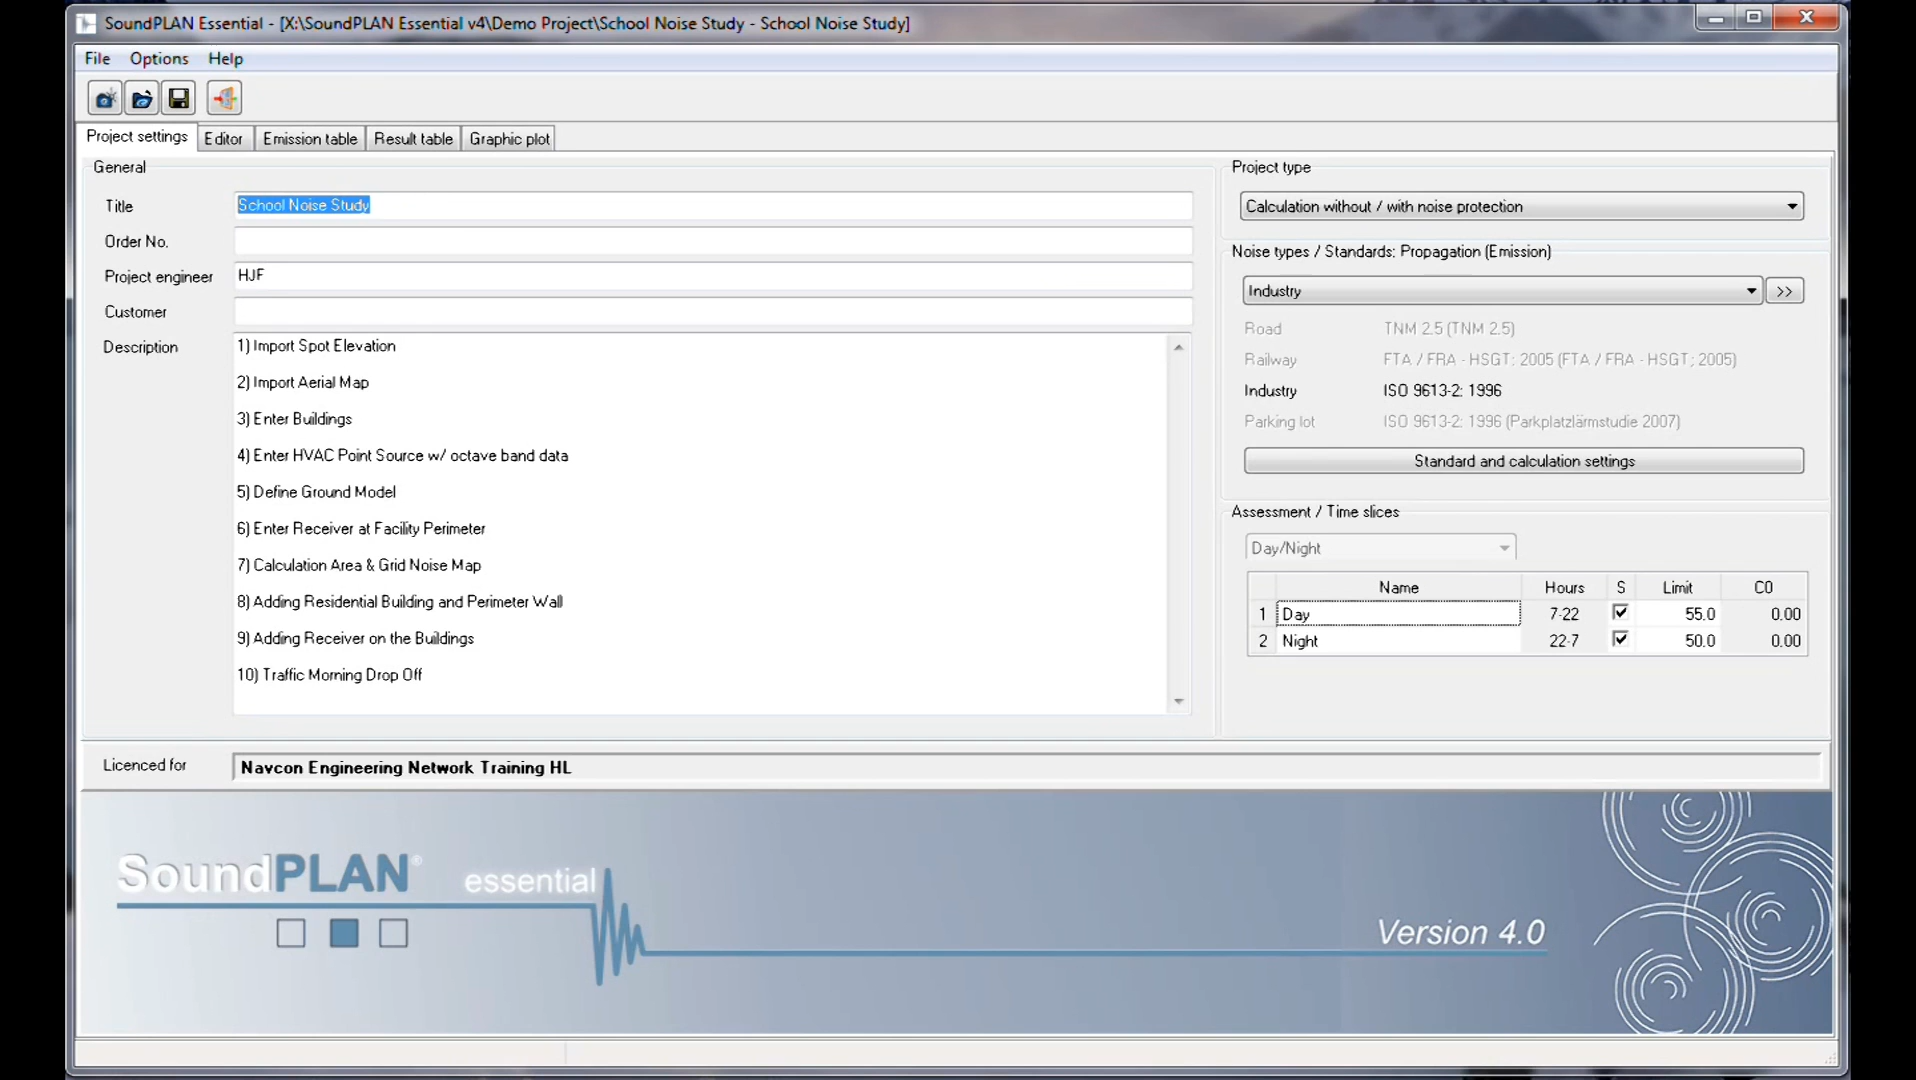 SoundPLAN Essential - [X:\SoundPLAN Essential v4\Demo Project\School Noise Study - School Noise Study]
File Options Help
Project settings Editor Emission table Result table Graphic plot
General
Title School Noise Study
Order No.
Project engineer HJF
Customer
Description 1) Import Spot Elevation
2) Import Aerial Map
3) Enter Buildings
4) Enter HVAC Point Source w/ octave band data
5) Define Ground Model
6) Enter Receiver at Facility Perimeter
7) Calculation Area & Grid Noise Map
8) Adding Residential Building and Perimeter Wall
9) Adding Receiver on the Buildings
10) Traffic Morning Drop Off
Project type
Calculation without / with noise protection
Noise types / Standards: Propagation (Emission)
Industry >>
Road TNM 2.5 (TNM 2.5)
Railway FTA / FRA - HSGT: 2005 (FTA / FRA - HSGT; 2005)
Industry ISO 9613-2: 1996
Parking lot ISO 9613-2: 1996 (Parkplatzlärmstudie 2007)
Standard and calculation settings
Assessment / Time slices
Day/Night
Name Hours S Limit C0
1 Day 7-22 55.0 0.00
2 Night 22-7 50.0 0.00
Licenced for Navcon Engineering Network Training HL
SoundPLAN® essential
Version 4.0